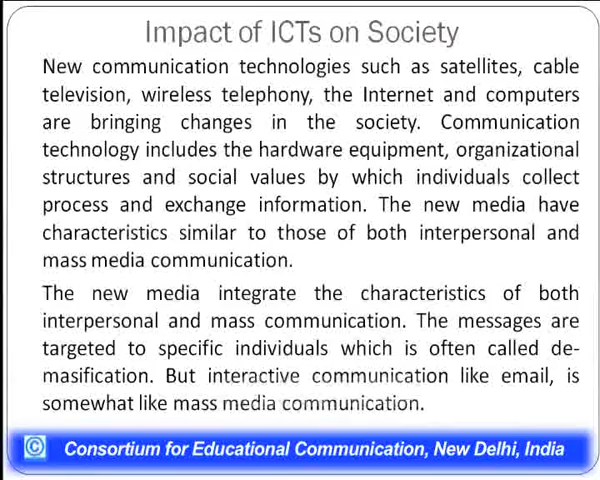 Impact of ICTs on Society
New communication technologies such as satellites, cable
television, wireless telephony, the Internet and computers
are bringing changes in the society. Communication
technology includes the hardware equipment, organizational
structures and social values by which individuals collect
process and exchange information. The new media have
characteristics similar to those of both interpersonal and
mass media communication.
The new media integrate the characteristics of both
interpersonal and mass communication. The messages are
targeted to specific individuals which is often called de-
masification. But interactive communication like email, is
somewhat like mass media communication.
© Consortium for Educational Communication, New Delhi, India